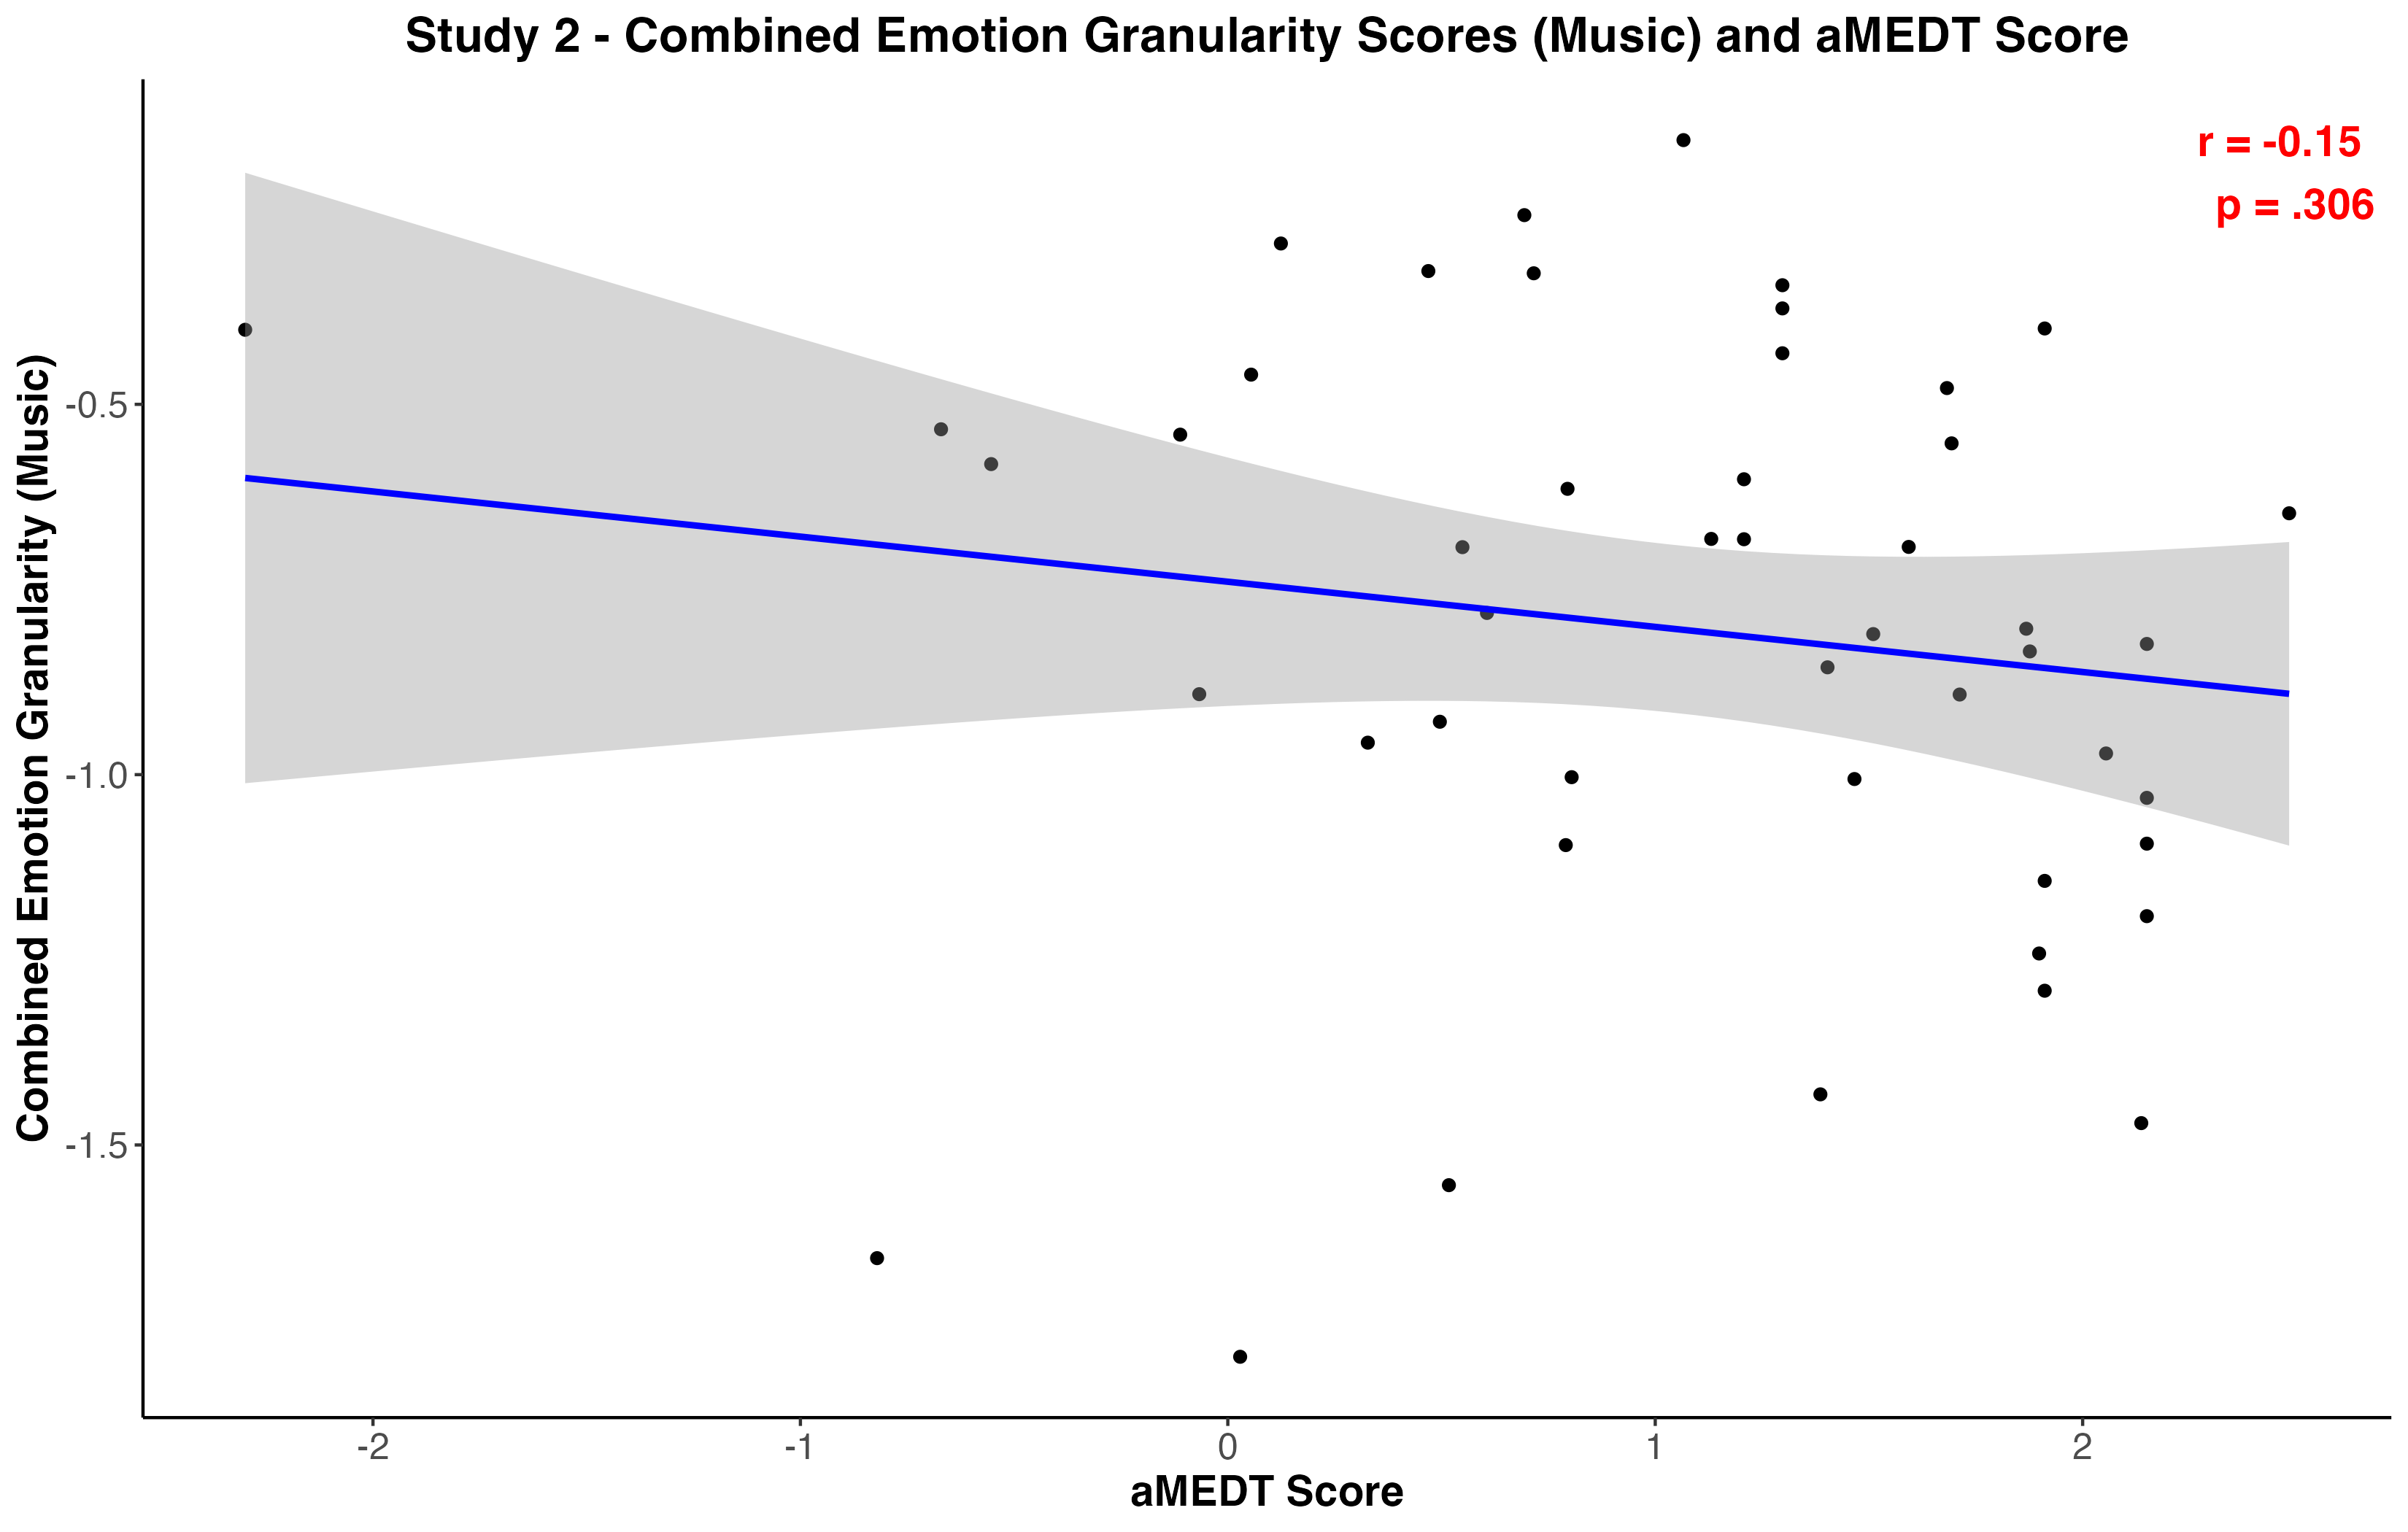 Study 2 - Combined Emotion Granularity Scores (Music) and aMEDT Score
r = -0.15
p = .306
Combined Emotion Granularity (Music)
-0.5
-1.0
-1.5
-2
-1
0
1
2
aMEDT Score